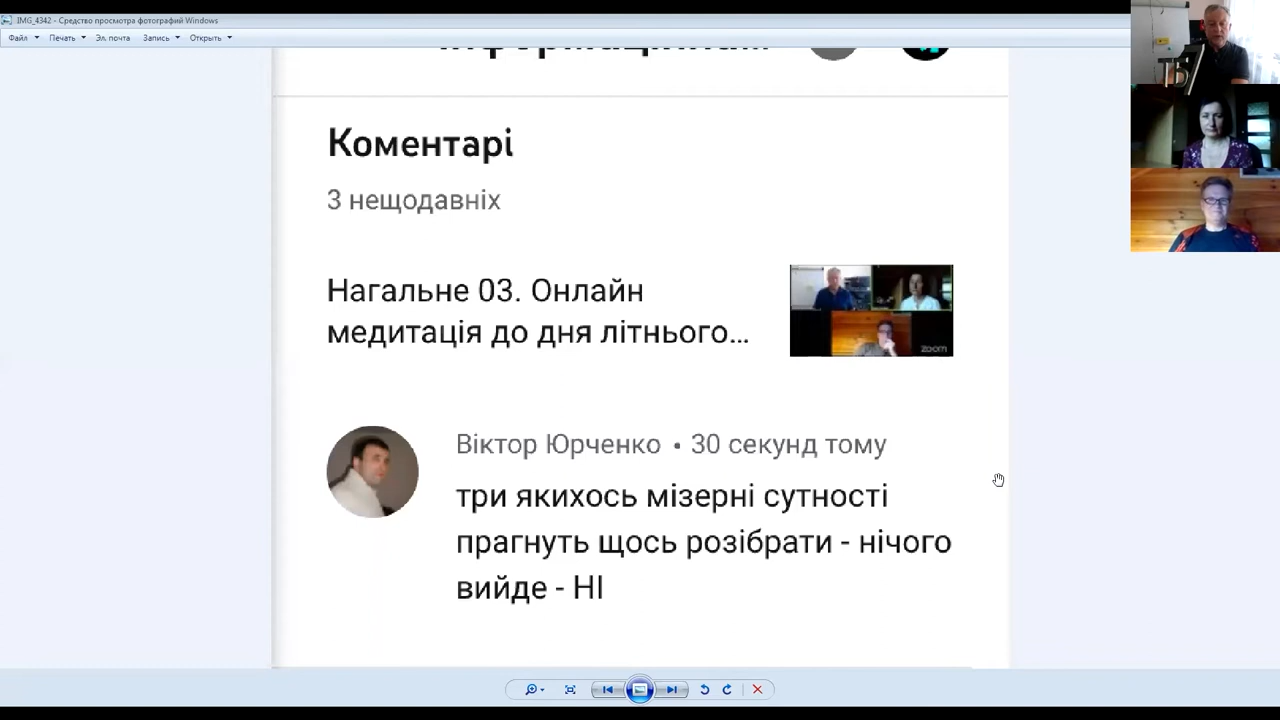 IMG_4342 - Средство просмотра фотографий Windows
Файл Печать Эл. почта Запись Открыть
Коментарі
3 нещодавніх
Нагальне 03. Онлайн
медитація до дня літнього...
zoom
Віктор Юрченко • 30 секунд тому
три якихось мізерні сутності
прагнуть щось розібрати - нічого
вийде - НІ